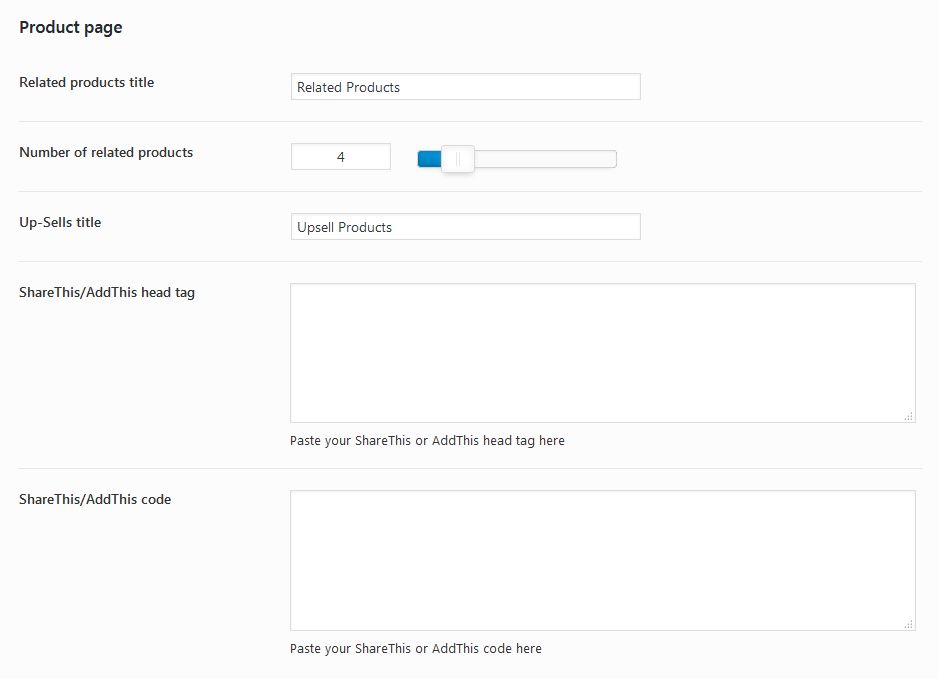 Product page
Related products title
Related Products
Number of related products
4
Up-Sells title
Upsell Products
ShareThis/AddThis head tag
Paste your ShareThis or AddThis head tag here
ShareThis/AddThis code
Paste your ShareThis or AddThis code here